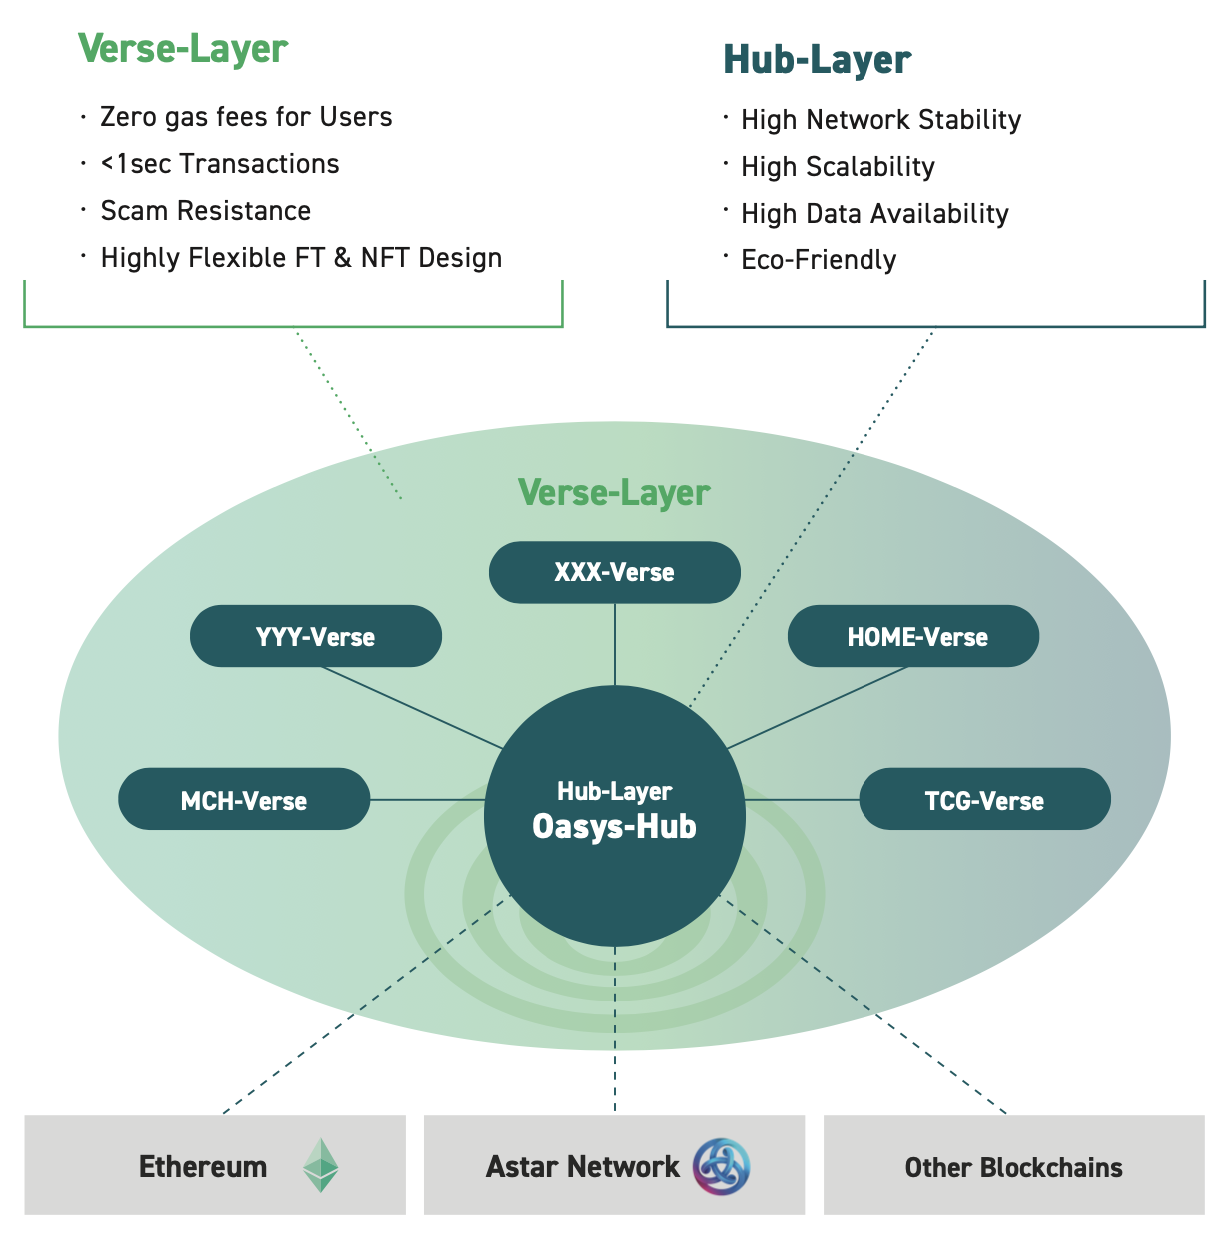 Verse-Layer
· Zero gas fees for Users
· <1sec Transactions
· Scam Resistance
· Highly Flexible FT & NFT Design
Hub-Layer
· High Network Stability
· High Scalability
· High Data Availability
· Eco-Friendly
Verse-Layer
XXX-Verse
YYY-Verse
HOME-Verse
MCH-Verse
Hub-Layer
Oasys-Hub
TCG-Verse
Ethereum
Astar Network
Other Blockchains